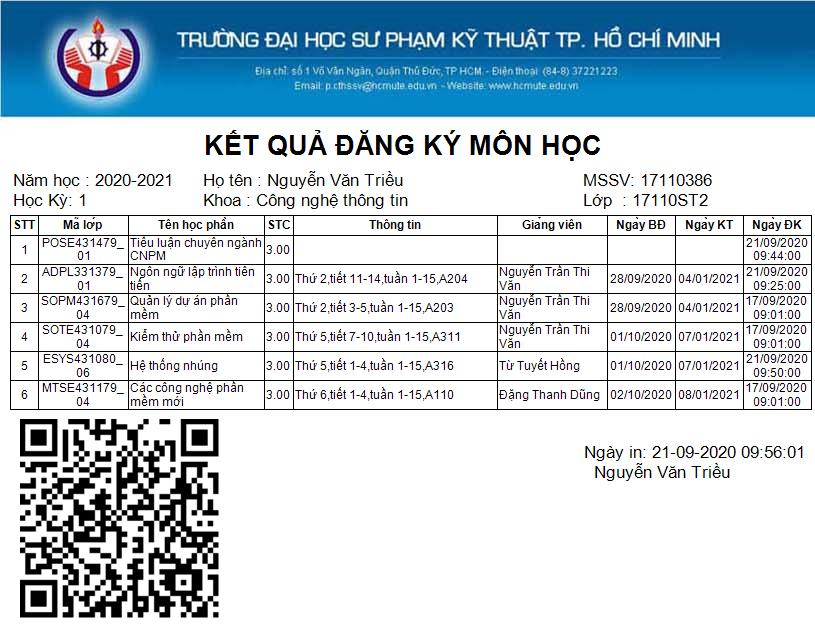 TRƯỜNG ĐẠI HỌC SƯ PHẠM KỸ THUẬT TP. HỒ CHÍ MINH
Địa chỉ: số 1 Võ Văn Ngân, Quận Thủ Đức, TP HCM. - Điện thoại: (84-8) 37221223
Email: p.cthssv@hcmute.edu.vn - Website: www.hcmute.edu.vn
KẾT QUẢ ĐĂNG KÝ MÔN HỌC
Năm học : 2020-2021 Họ tên : Nguyễn Văn Triều MSSV: 17110386
Học Kỳ: 1 Khoa : Công nghệ thông tin Lớp : 17110ST2
STT Mã lớp Tên học phần STC Thông tin Giảng viên Ngày BĐ Ngày KT Ngày ĐK
POSE431479_ Tiểu luận chuyên ngành 21/09/2020
1 3.00
01 CNPM 09:44:00
ADPL331379_ Ngôn ngữ lập trình tiên Nguyễn Trần Thi 21/09/2020
2 3.00 Thứ 2,tiết 11-14,tuần 1-15,A204 28/09/2020 04/01/2021
01 tiến Văn 09:25:00
SOPM431679_ Quản lý dự án phần Nguyễn Trần Thi 17/09/2020
3 3.00 Thứ 2,tiết 3-5,tuần 1-15,A203 28/09/2020 04/01/2021
04 mềm Văn 09:01:00
SOTE431079_ Nguyễn Trần Thi 17/09/2020
4 Kiểm thử phần mềm 3.00 Thứ 5,tiết 7-10,tuần 1-15,A311 01/10/2020 07/01/2021
04 Văn 09:01:00
ESYS431080_ 21/09/2020
5 Hệ thống nhúng 3.00 Thứ 5,tiết 1-4,tuần 1-15,A316 Từ Tuyết Hồng 01/10/2020 07/01/2021
06 09:50:00
MTSE431179_ Các công nghệ phần 17/09/2020
6 3.00 Thứ 6,tiết 1-4,tuần 1-15,A110 Đặng Thanh Dũng 02/10/2020 08/01/2021
04 mềm mới 09:01:00
Ngày in: 21-09-2020 09:56:01
Nguyễn Văn Triều